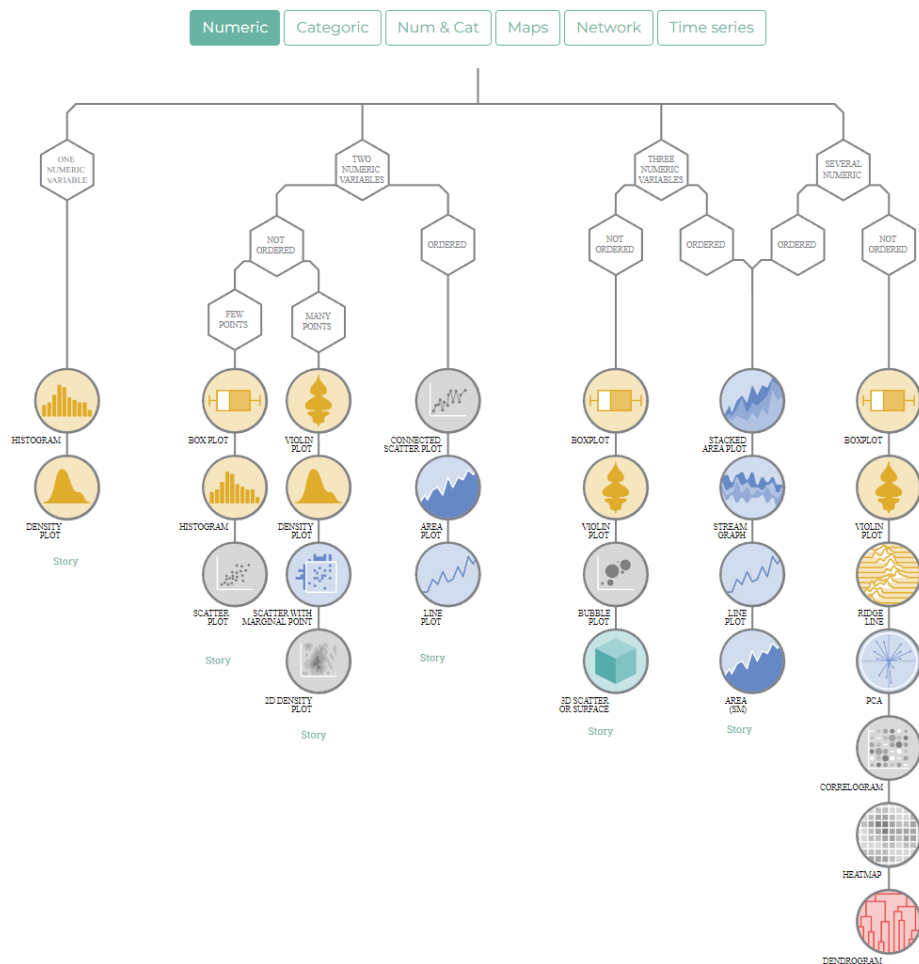 Numeric
Categoric
Num & Cat
Maps
Network
Time series
ONE
NUMERIC
VARIABLE
TWO
NUMERIC
VARIABLES
THREE
NUMERIC
VARIABLES
SEVERAL
NUMERIC
NOT
ORDERED
ORDERED
NOT
ORDERED
ORDERED
ORDERED
NOT
ORDERED
FEW
POINTS
MANY
POINTS
HISTOGRAM
DENSITY
PLOT
Story
BOX PLOT
HISTOGRAM
SCATTER
PLOT
Story
VIOLIN
PLOT
DENSITY
PLOT
SCATTER WITH
MARGINAL POINT
2D DENSITY
PLOT
Story
CONNECTED
SCATTER PLOT
AREA
PLOT
LINE
PLOT
Story
BOXPLOT
VIOLIN
PLOT
BUBBLE
PLOT
3D SCATTER
OR SURFACE
Story
STACKED
AREA PLOT
STREAM
GRAPH
LINE
PLOT
AREA
(SM)
Story
BOXPLOT
VIOLIN
PLOT
RIDGE
LINE
PCA
CORRELOGRAM
HEATMAP
DENDROGRAM